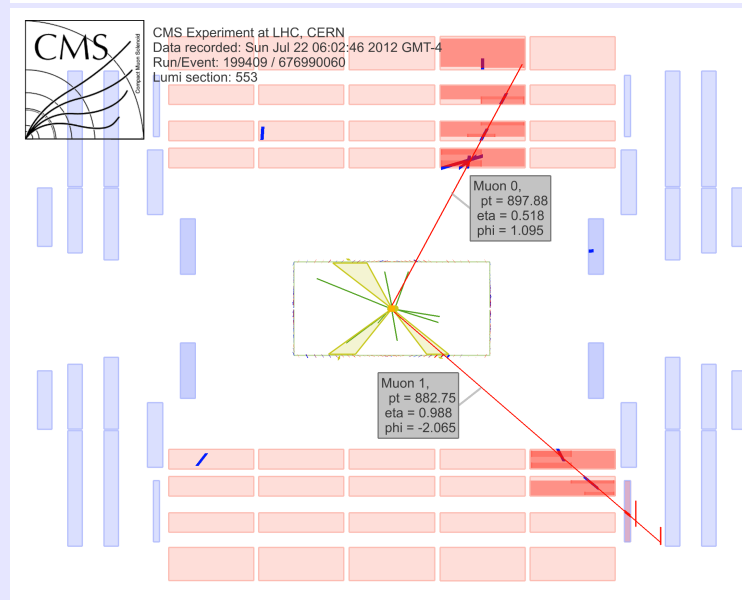 CMS
Compact Muon Solenoid
CMS Experiment at LHC, CERN
Data recorded: Sun Jul 22 06:02:46 2012 GMT-4
Run/Event: 199409 / 676990060
Lumi section: 553
Muon 0,
pt = 897.88
eta = 0.518
phi = 1.095
Muon 1,
pt = 882.75
eta = 0.988
phi = -2.065